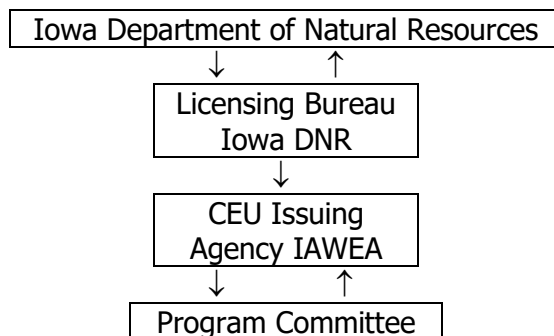 Iowa Department of Natural Resources
↓ ↑
Licensing Bureau
Iowa DNR
↓
CEU Issuing
Agency IAWEA
↓ ↑
Program Committee